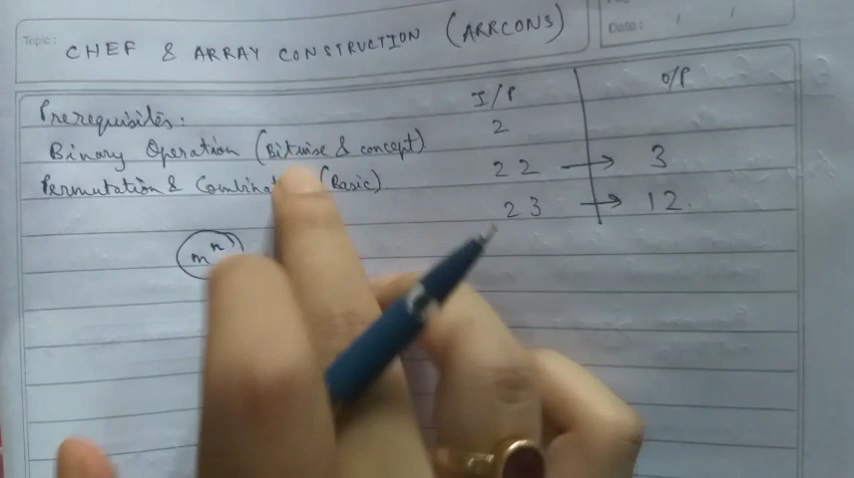 Topic: CHEF & ARRAY CONSTRUCTION (ARRCONS)
Date: / /
Prerequisites:
Binary Operation (Bitwise & concept)
Permutation & (Basic)
m^n
I/P O/P
2
2 2 → 3
2 3 → 12.